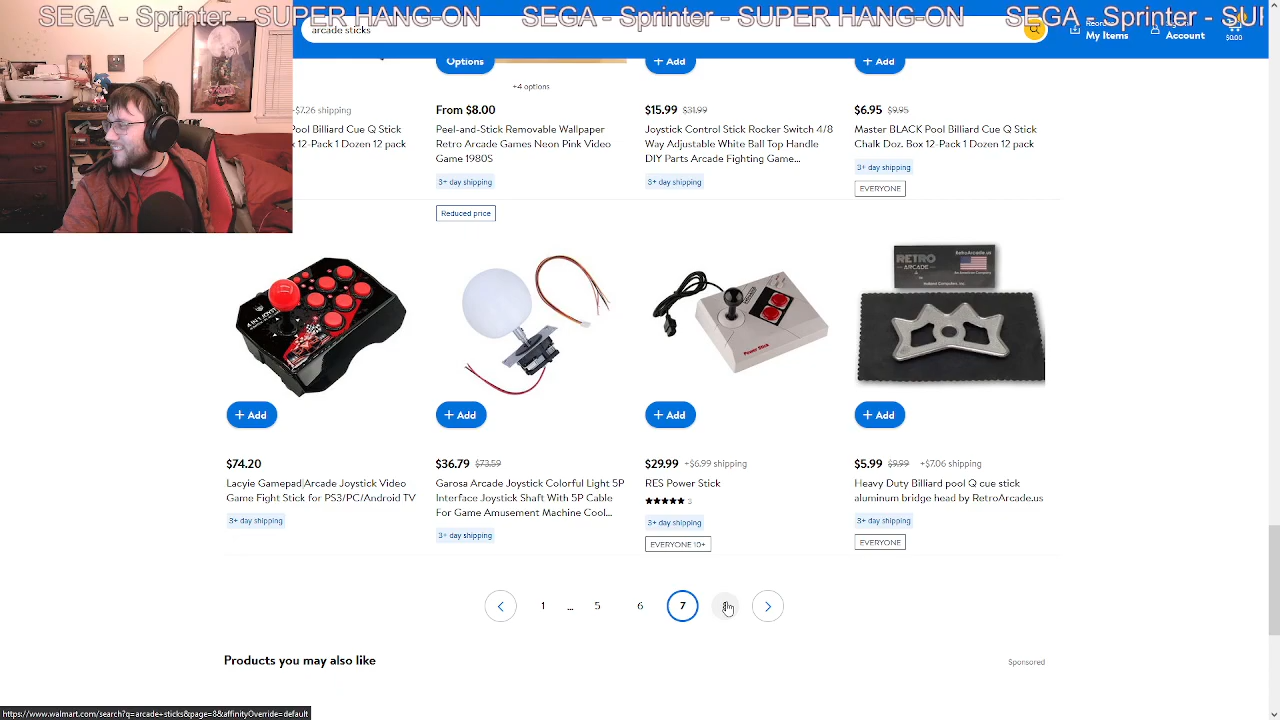 SEGA - Sprinter - SUPER HANG-ON SEGA - Sprinter - SUPER HANG-ON SEGA - Sprinter - SU
arcade sticks
My Items
Account
$0.00
Options
+ Add
+ Add
+4 options
+$7.26 shipping
Pool Billiard Cue Q Stick
12-Pack 1 Dozen 12 pack
From $8.00
Peel-and-Stick Removable Wallpaper
Retro Arcade Games Neon Pink Video
Game 1980S
3+ day shipping
$15.99 $31.99
Joystick Control Stick Rocker Switch 4/8
Way Adjustable White Ball Top Handle
DIY Parts Arcade Fighting Game...
3+ day shipping
$6.95 $9.95
Master BLACK Pool Billiard Cue Q Stick
Chalk Doz. Box 12-Pack 1 Dozen 12 pack
3+ day shipping
EVERYONE
Reduced price
Power Stick
RETRO
ARCADE
RetroArcade.us
+ Add
+ Add
+ Add
+ Add
$74.20
Lacyie Gamepad Arcade Joystick Video
Game Fight Stick for PS3/PC/Android TV
3+ day shipping
$36.79 $73.59
Garosa Arcade Joystick Colorful Light 5P
Interface Joystick Shaft With 5P Cable
For Game Amusement Machine Cool...
3+ day shipping
$29.99 +$6.99 shipping
RES Power Stick
★★★★★ 3
3+ day shipping
EVERYONE 10+
$5.99 $9.99 +$7.06 shipping
Heavy Duty Billiard pool Q cue stick
aluminum bridge head by RetroArcade.us
3+ day shipping
EVERYONE
1 ... 5 6 7
Products you may also like
Sponsored
https://www.walmart.com/search?q=arcade+sticks&page=8&affinityOverride=default